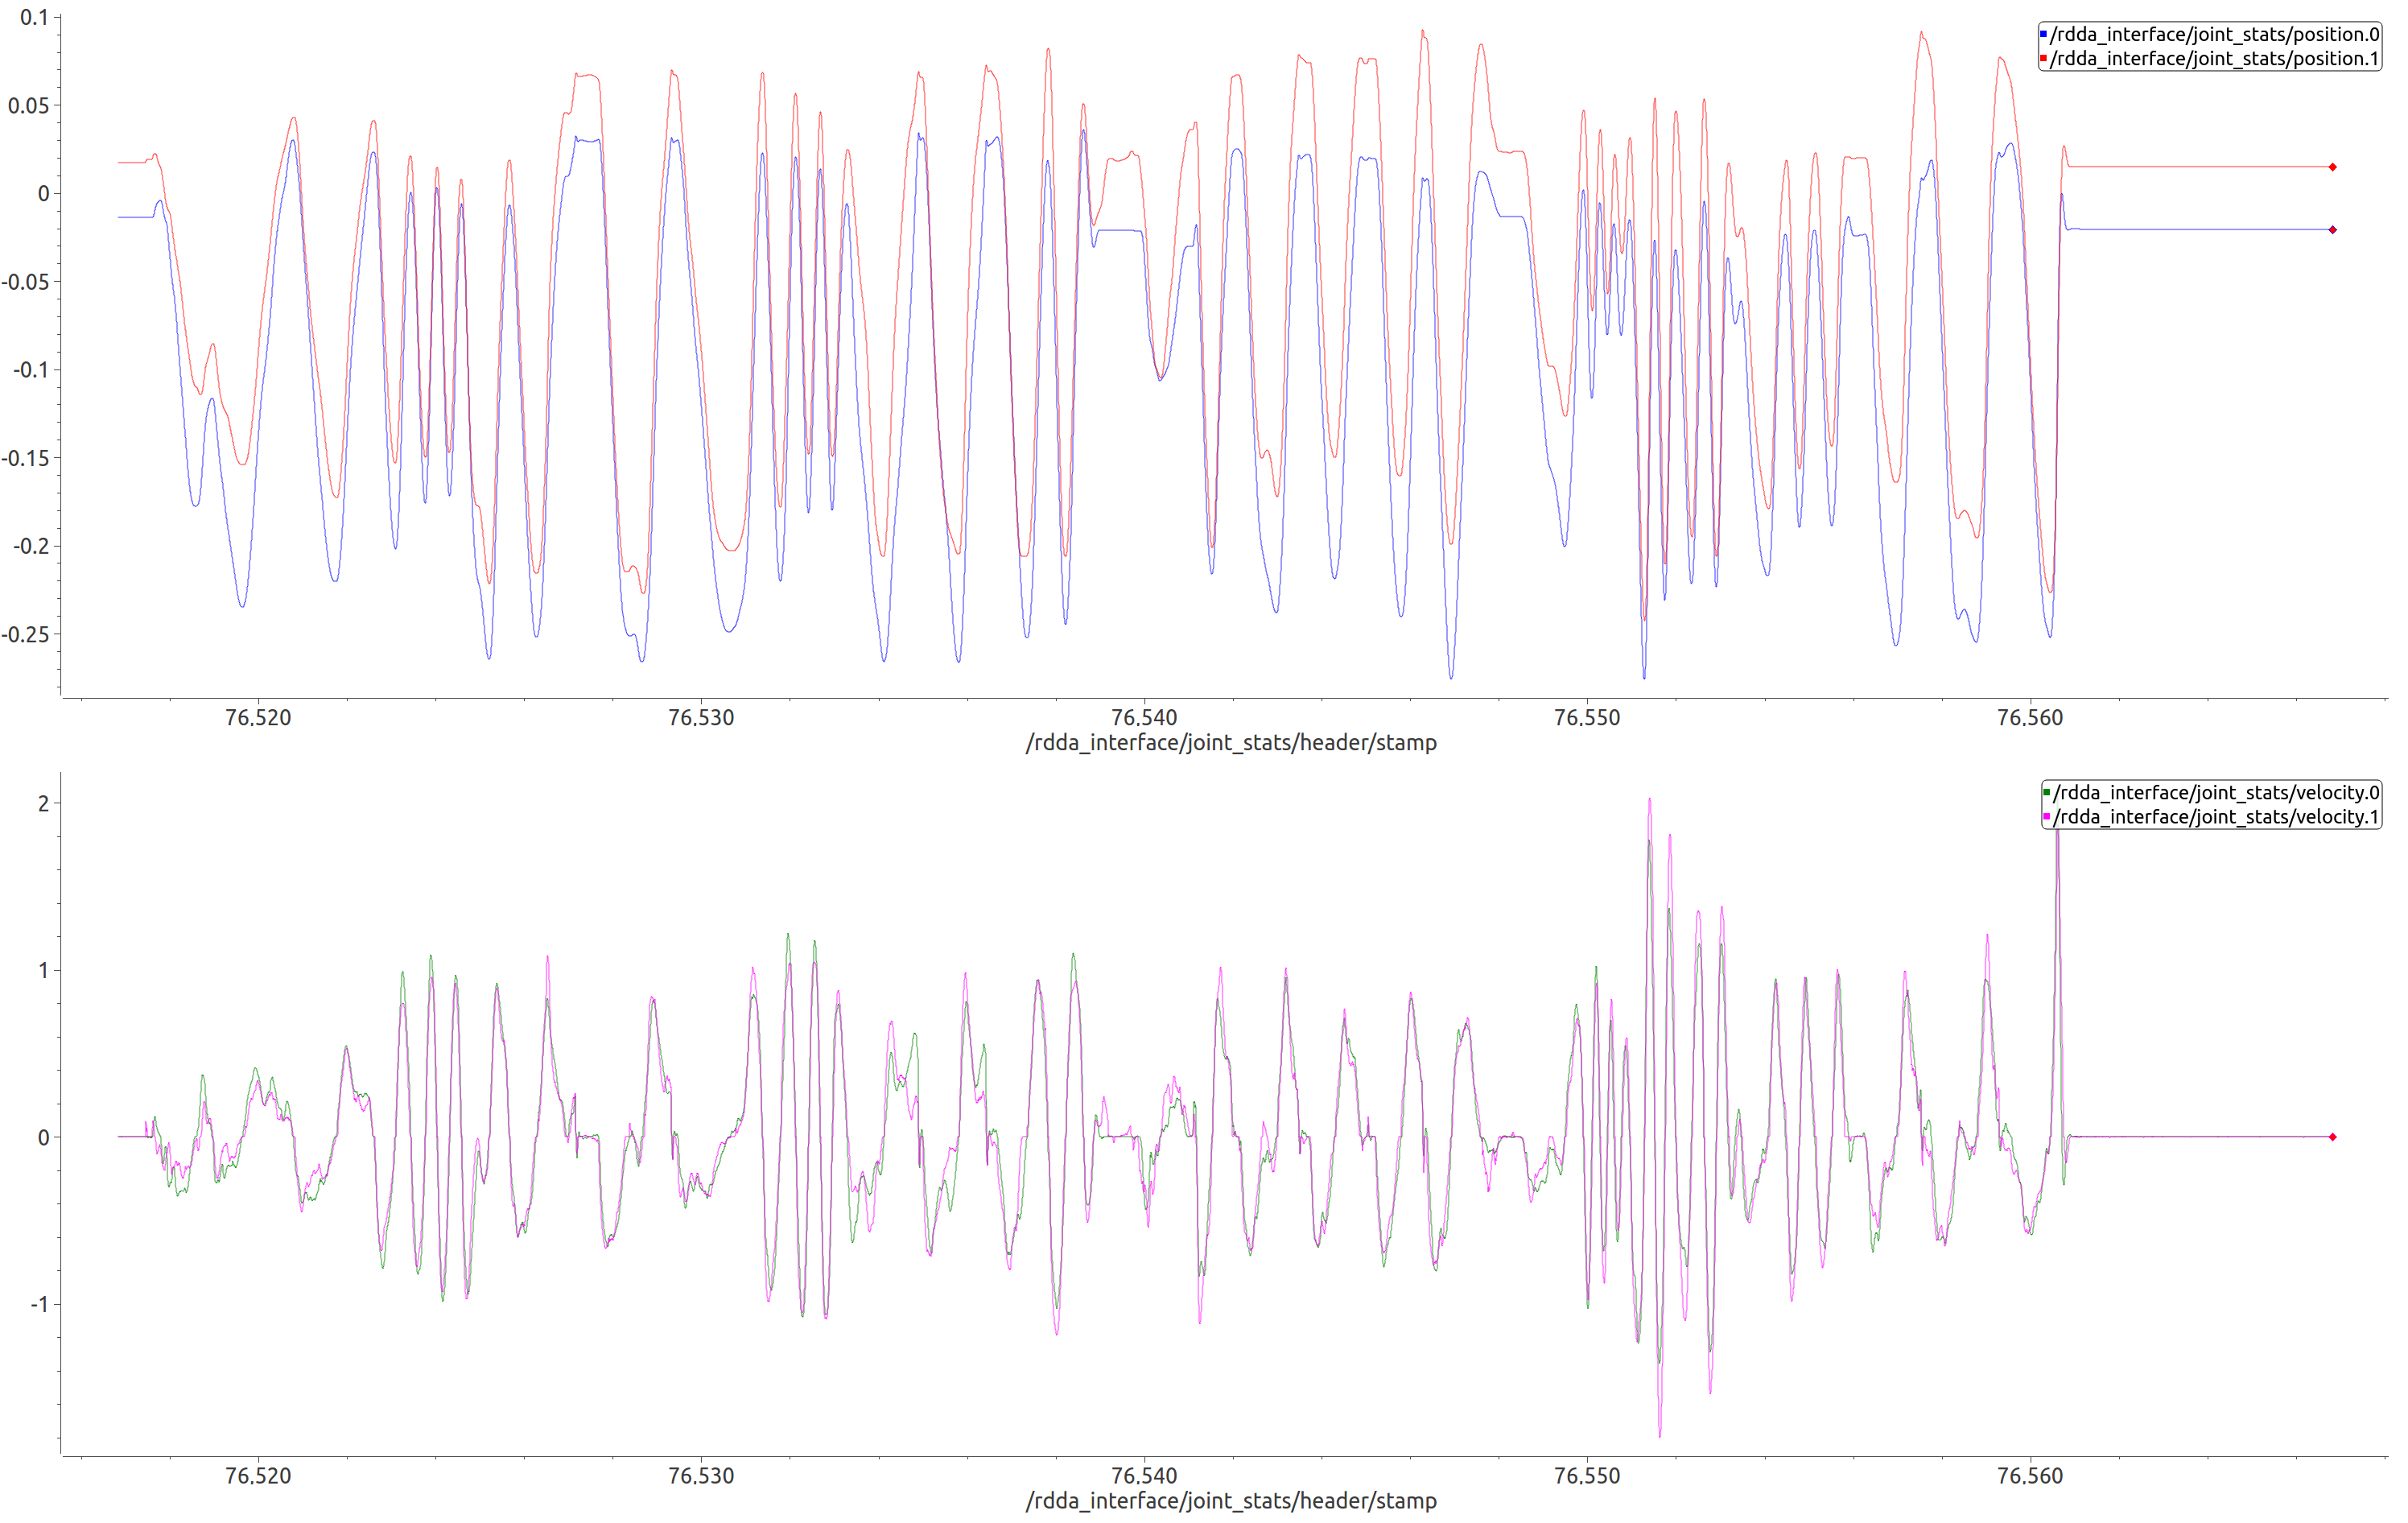 0.1
0.05
0
-0.05
-0.1
-0.15
-0.2
-0.25
/rdda_interface/joint_stats/position.0
/rdda_interface/joint_stats/position.1
76,520 76,530 76,540 76,550 76,560
/rdda_interface/joint_stats/header/stamp
2
1
0
-1
/rdda_interface/joint_stats/velocity.0
/rdda_interface/joint_stats/velocity.1
76,520 76,530 76,540 76,550 76,560
/rdda_interface/joint_stats/header/stamp